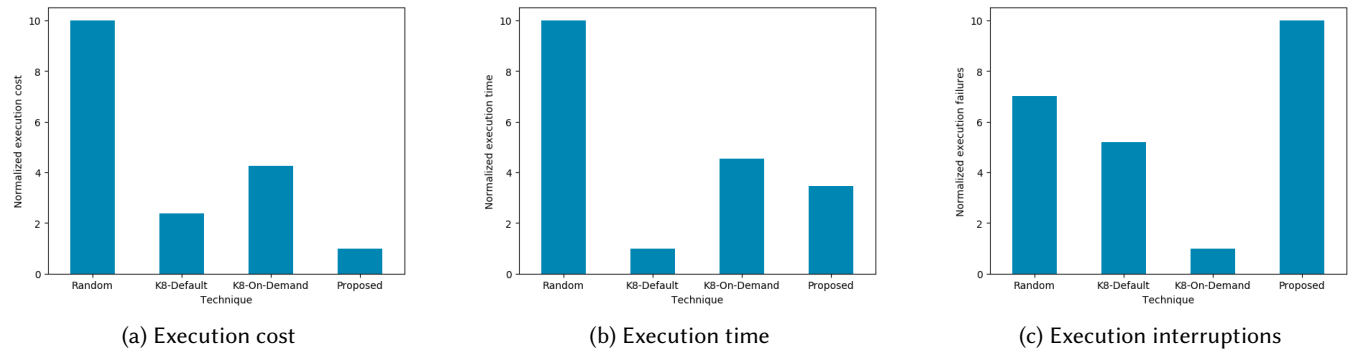 10
8
6
4
2
0
Normalized execution cost
Random
K8-Default
K8-On-Demand
Proposed
Technique
(a) Execution cost
10
8
6
4
2
0
Normalized execution time
Random
K8-Default
K8-On-Demand
Proposed
Technique
(b) Execution time
10
8
6
4
2
0
Normalized execution failures
Random
K8-Default
K8-On-Demand
Proposed
Technique
(c) Execution interruptions